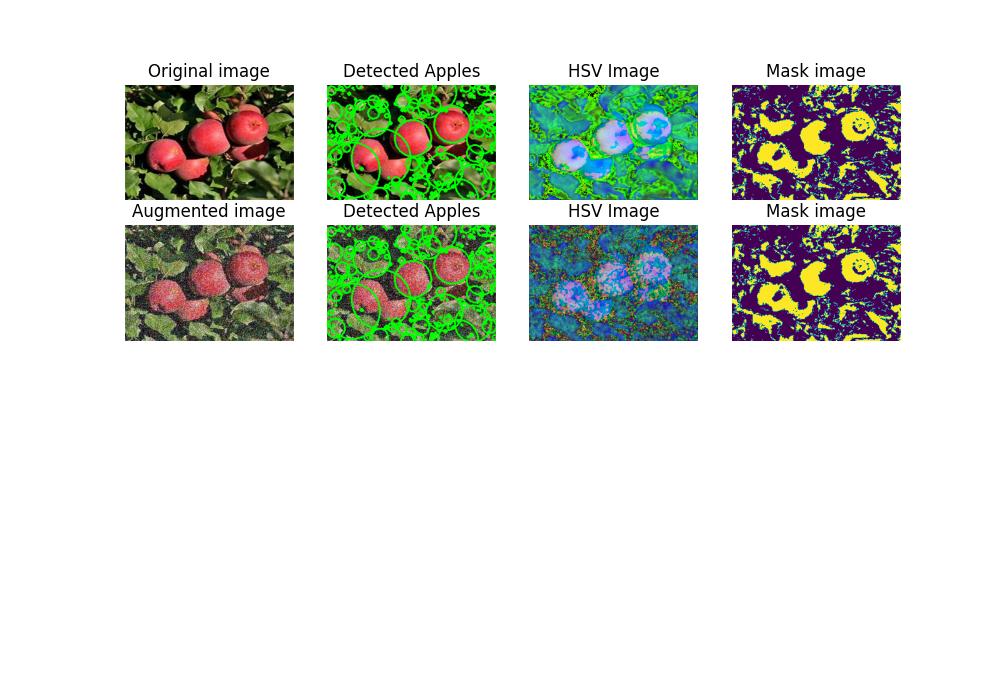 Original image
Detected Apples
HSV Image
Mask image
Augmented image
Detected Apples
HSV Image
Mask image